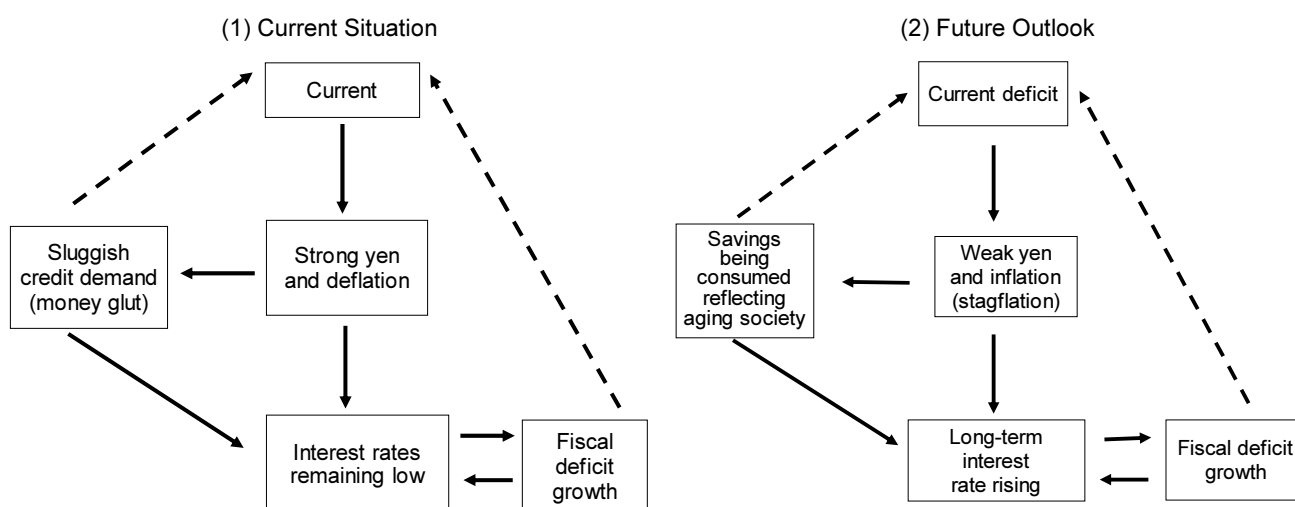 (1) Current Situation
Current
Sluggish
credit demand
(money glut)
Strong yen
and deflation
Interest rates
remaining low
Fiscal
deficit
growth
(2) Future Outlook
Current deficit
Savings
being
consumed
reflecting
aging society
Weak yen
and inflation
(stagflation)
Long-term
interest
rate rising
Fiscal deficit
growth